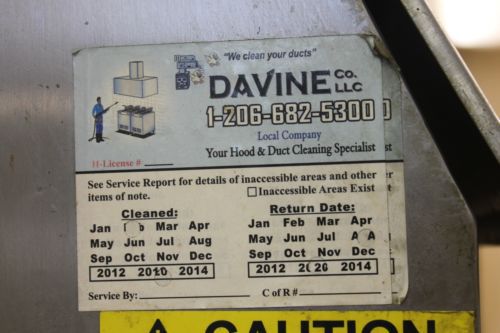 "We clean your ducts"
DAVINE CO. LLC
1-206-682-5300
Local Company
H-License #
Your Hood & Duct Cleaning Specialist
See Service Report for details of inaccessible areas and other
items of note.
Inaccessible Areas Exist
Cleaned: Return Date:
Jan Mar Apr Jan Feb Mar Apr
May Jun Jul Aug May Jun Jul
Sep Oct Nov Dec Sep Oct Nov Dec
2012 2014 2012 2014
Service By: C of R#
CAUTION